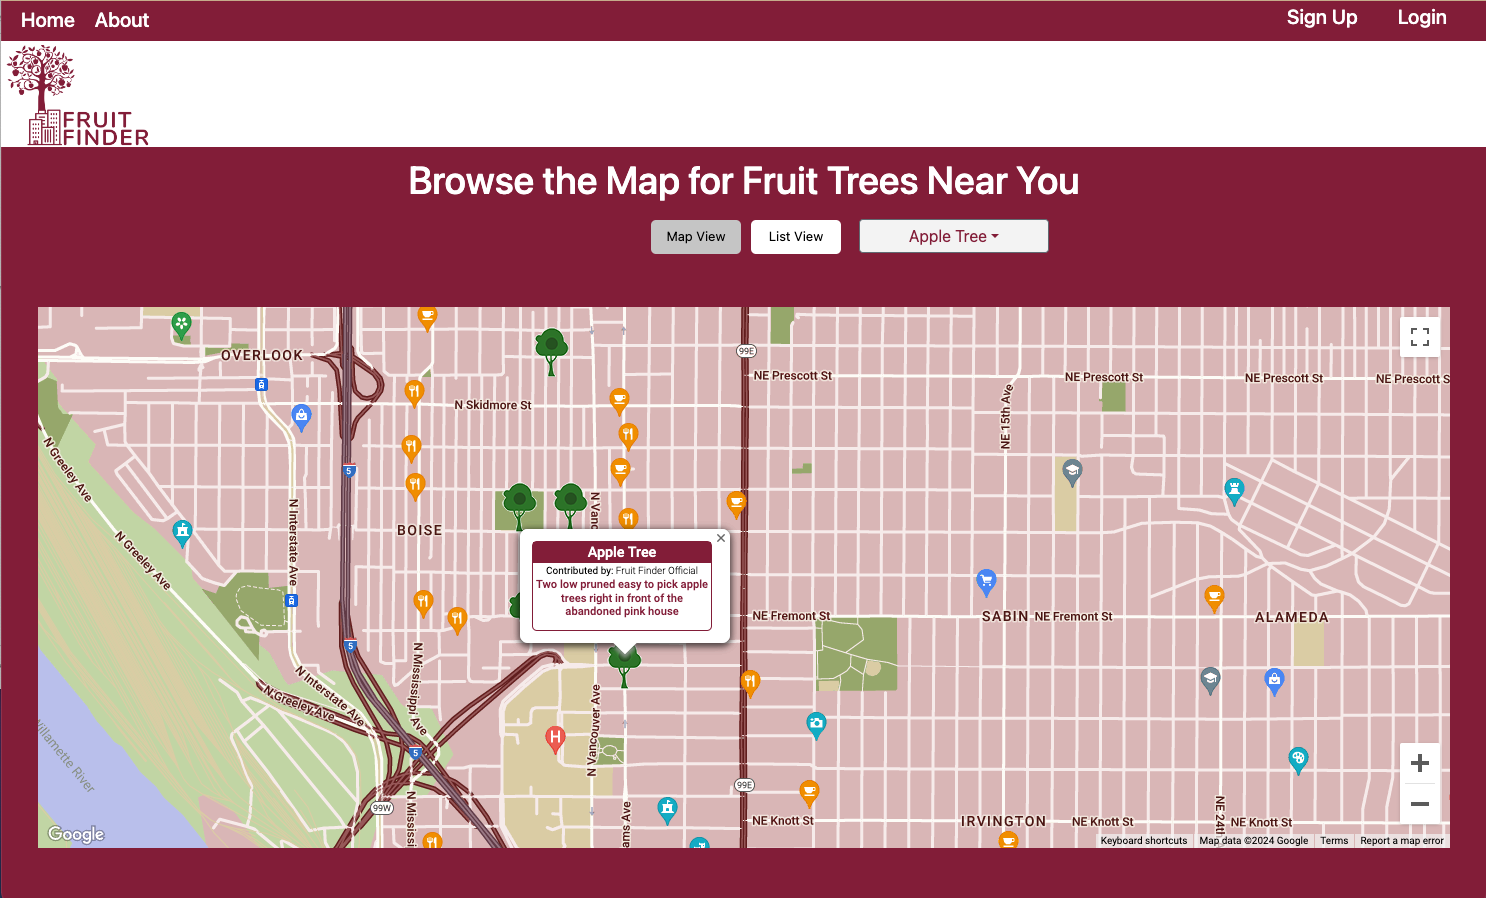 Home About
Sign Up Login
FRUIT
FINDER
Browse the Map for Fruit Trees Near You
Map View
List View
Apple Tree
OVERLOOK
99E
NE Prescott St
NE Prescott St
NE Prescott St
NE Prescott S
N Skidmore St
NE 15th Ave
N Greeley Ave
5
N Interstate Ave
N Vanc
BOISE
N Greeley Ave
Apple Tree
Contributed by: Fruit Finder Official
Two low pruned easy to pick apple
trees right in front of the
abandoned pink house
NE Fremont St
SABIN
NE Fremont St
ALAMEDA
5
N Mississippi Ave
N Interstate Ave
N Greeley Ave
N Vancouver Ave
H
5
Willamette River
99E
99W
N Mississi
ams Ave
NE Knott St
IRVINGTON
NE Knott St
NE 24tl
NE Knott St
Google
Keyboard shortcuts
Map data ©2024 Google
Terms
Report a map error